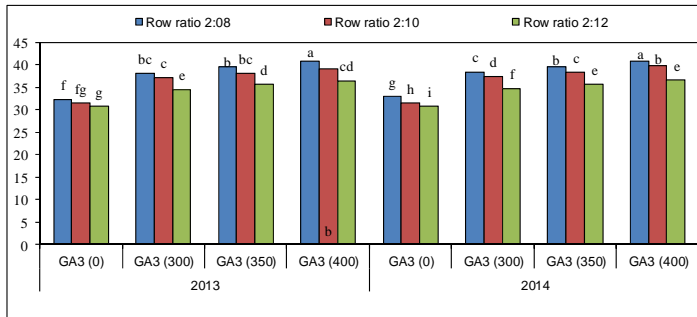 Row ratio 2:08 Row ratio 2:10 Row ratio 2:12
45
40
35
30
25
20
15
10
5
0
f fg g bc c e b bc d a cd g h i c d f b c e a b e
b
GA3 (0) GA3 (300) GA3 (350) GA3 (400) GA3 (0) GA3 (300) GA3 (350) GA3 (400)
2013 2014